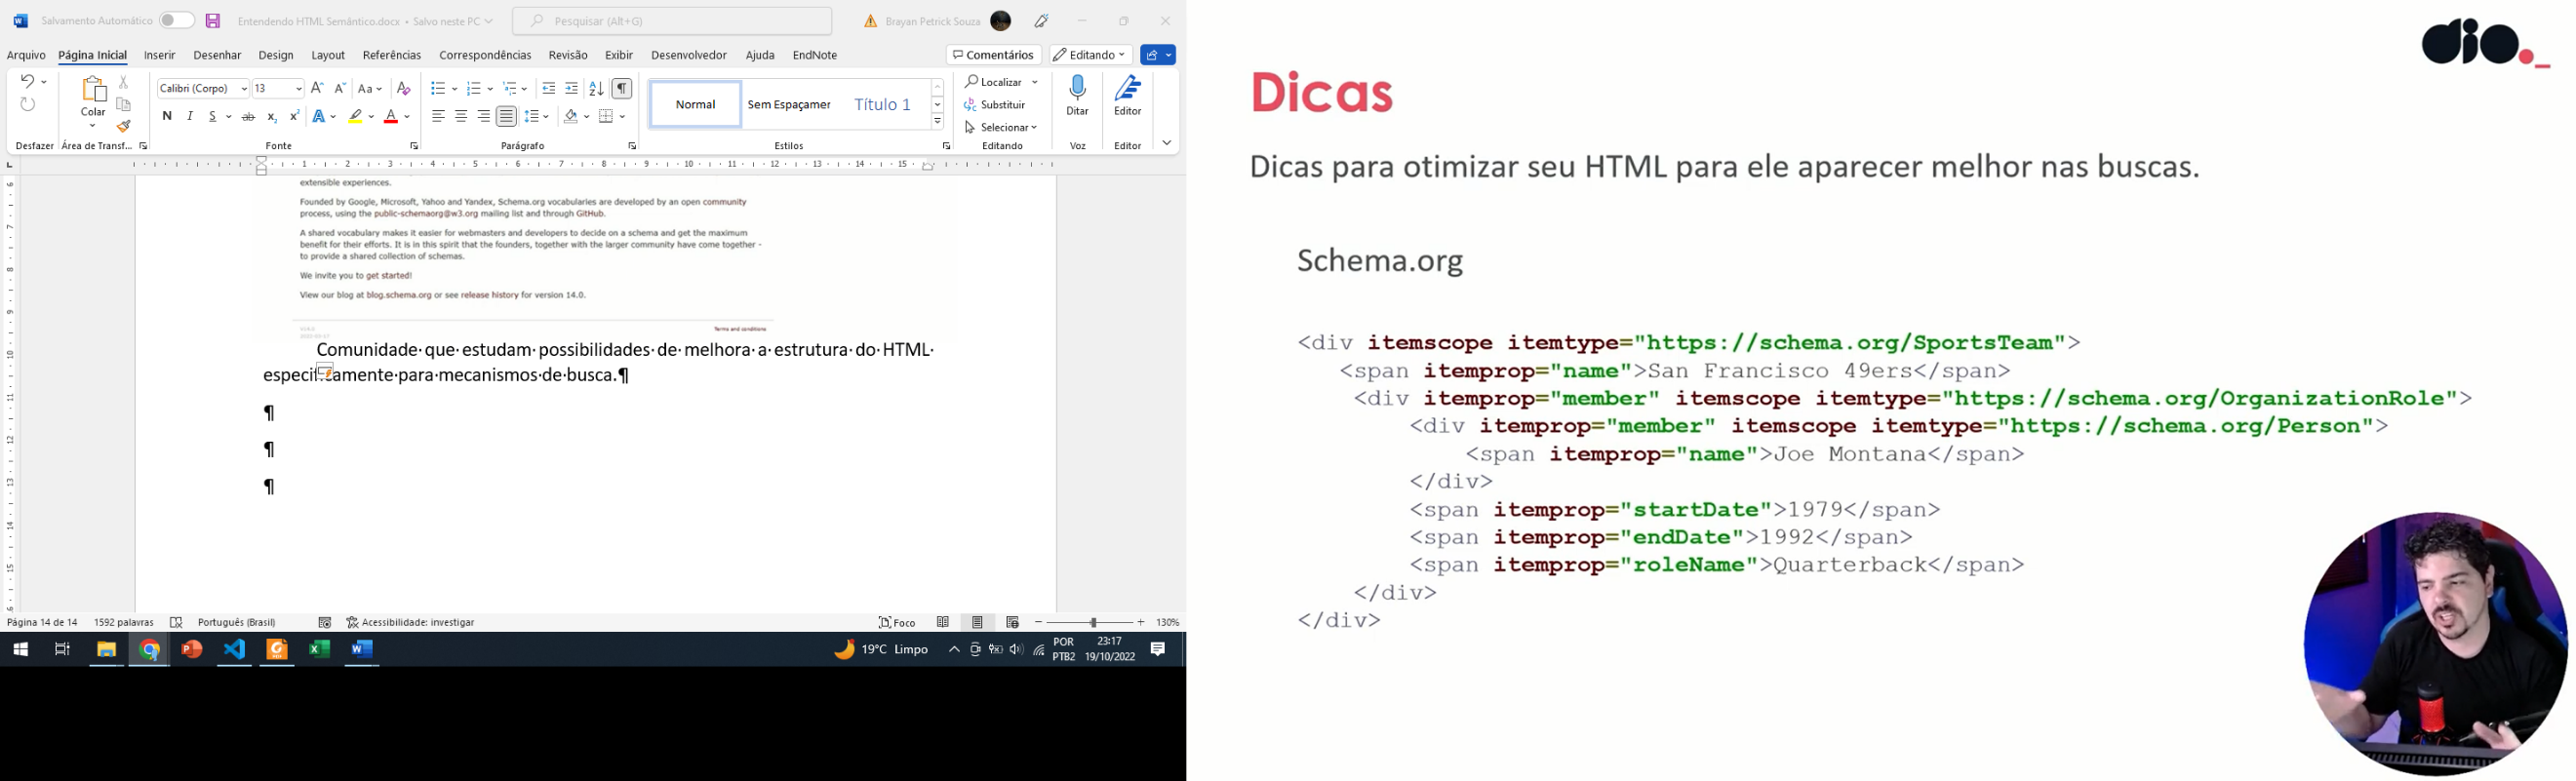 Salvamento Automático
Entendendo HTML Semântico.docx • Salvo neste PC
Pesquisar (Alt+G)
Brayan Petrick Souza
Arquivo Página Inicial Inserir Desenhar Design Layout Referências Correspondências Revisão Exibir Desenvolvedor Ajuda EndNote
Comentários Editando
Calibri (Corpo) 13
Colar
Normal Sem Espaçamer Título 1
Localizar
Substituir
Selecionar
Ditar Editor
Desfazer Área de Transf... Fonte Parágrafo Estilos Editando Voz Editor
extensible experiences.
Founded by Google, Microsoft, Yahoo and Yandex, Schema.org vocabularies are developed by an open community
process, using the public-schemaorg@w3.org mailing list and through GitHub.
A shared vocabulary makes it easier for webmasters and developers to decide on a schema and get the maximum
benefit for their efforts. It is in this spirit that the founders, together with the larger community have come together -
to provide a shared collection of schemas.
We invite you to get started!
View our blog at blog.schema.org or see release history for version 14.0.
Terms and conditions
Comunidade que estudam possibilidades de melhora a estrutura do HTML
especificamente para mecanismos de busca.¶
¶
¶
¶
Página 14 de 14 1592 palavras Português (Brasil) Acessibilidade: investigar Foco 130%
19°C Limpo
POR
PTB2
23:17
19/10/2022
dio._
Dicas
Dicas para otimizar seu HTML para ele aparecer melhor nas buscas.
Schema.org
<div itemscope itemtype="https://schema.org/SportsTeam">
<span itemprop="name">San Francisco 49ers</span>
<div itemprop="member" itemscope itemtype="https://schema.org/OrganizationRole">
<div itemprop="member" itemscope itemtype="https://schema.org/Person">
<span itemprop="name">Joe Montana</span>
</div>
<span itemprop="startDate">1979</span>
<span itemprop="endDate">1992</span>
<span itemprop="roleName">Quarterback</span>
</div>
</div>